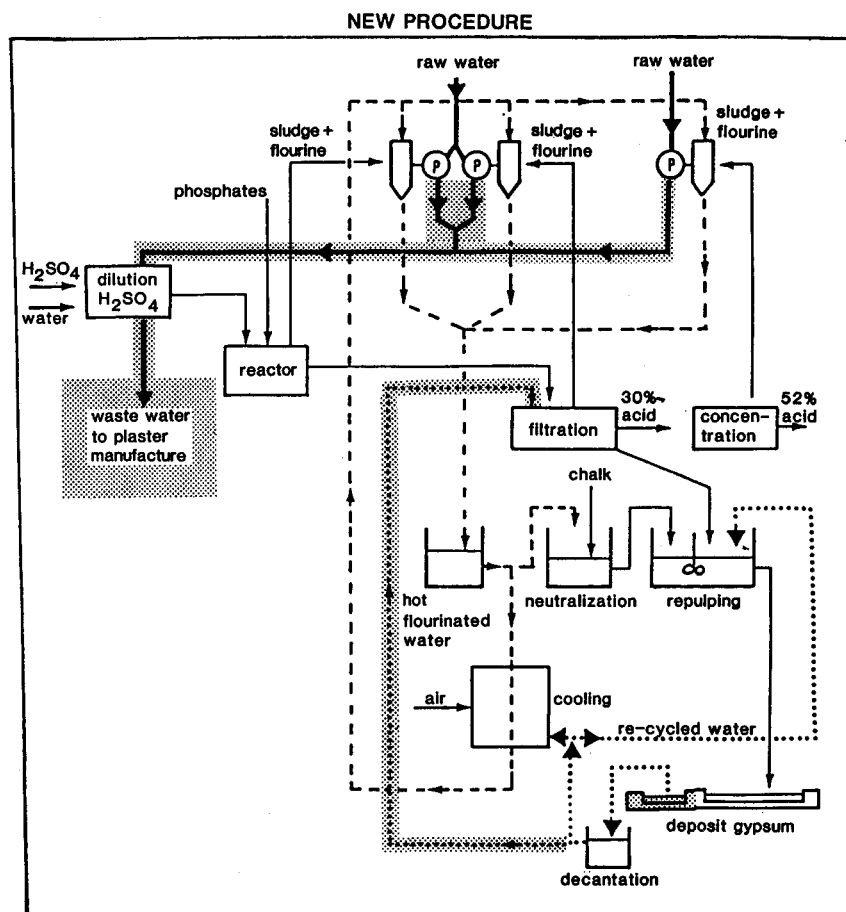 NEW PROCEDURE
raw water
raw water
sludge +
flourine
sludge +
flourine
sludge +
flourine
P
P
P
phosphates
H₂SO₄
water
dilution
H₂SO₄
reactor
waste water
to plaster
manufacture
30%~
acid
52%
acid
filtration
concen-
tration
chalk
hot
flourinated
water
neutralization
repulping
air
cooling
re-cycled water
deposit gypsum
decantation